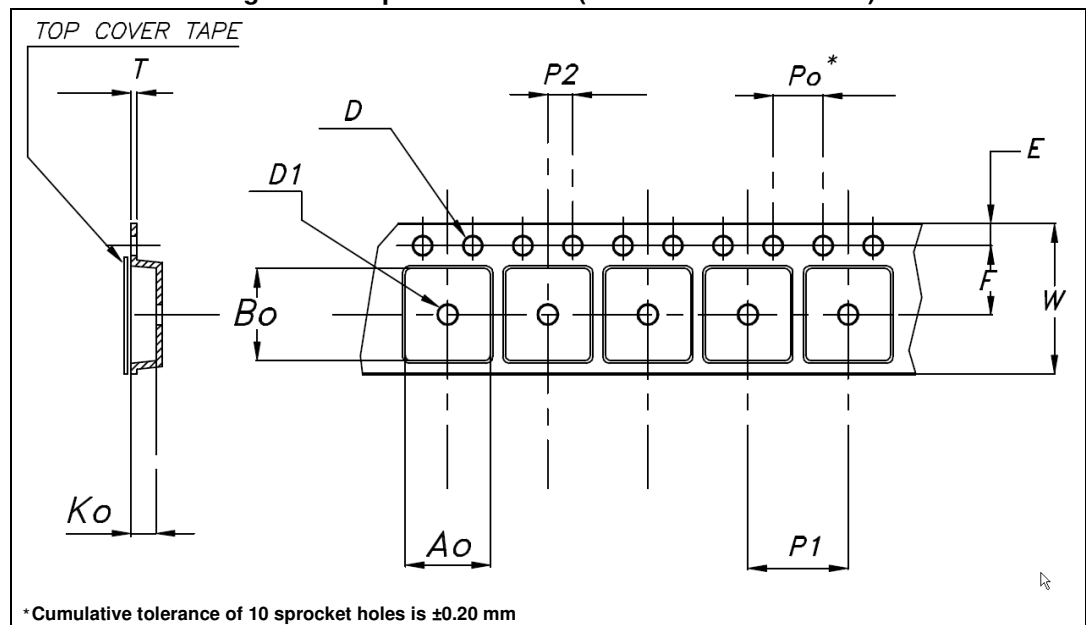 TOP COVER TAPE
T
P2
Po*
D
E
D1
F
Bo
W
Ko
Ao
P1
*Cumulative tolerance of 10 sprocket holes is ±0.20 mm